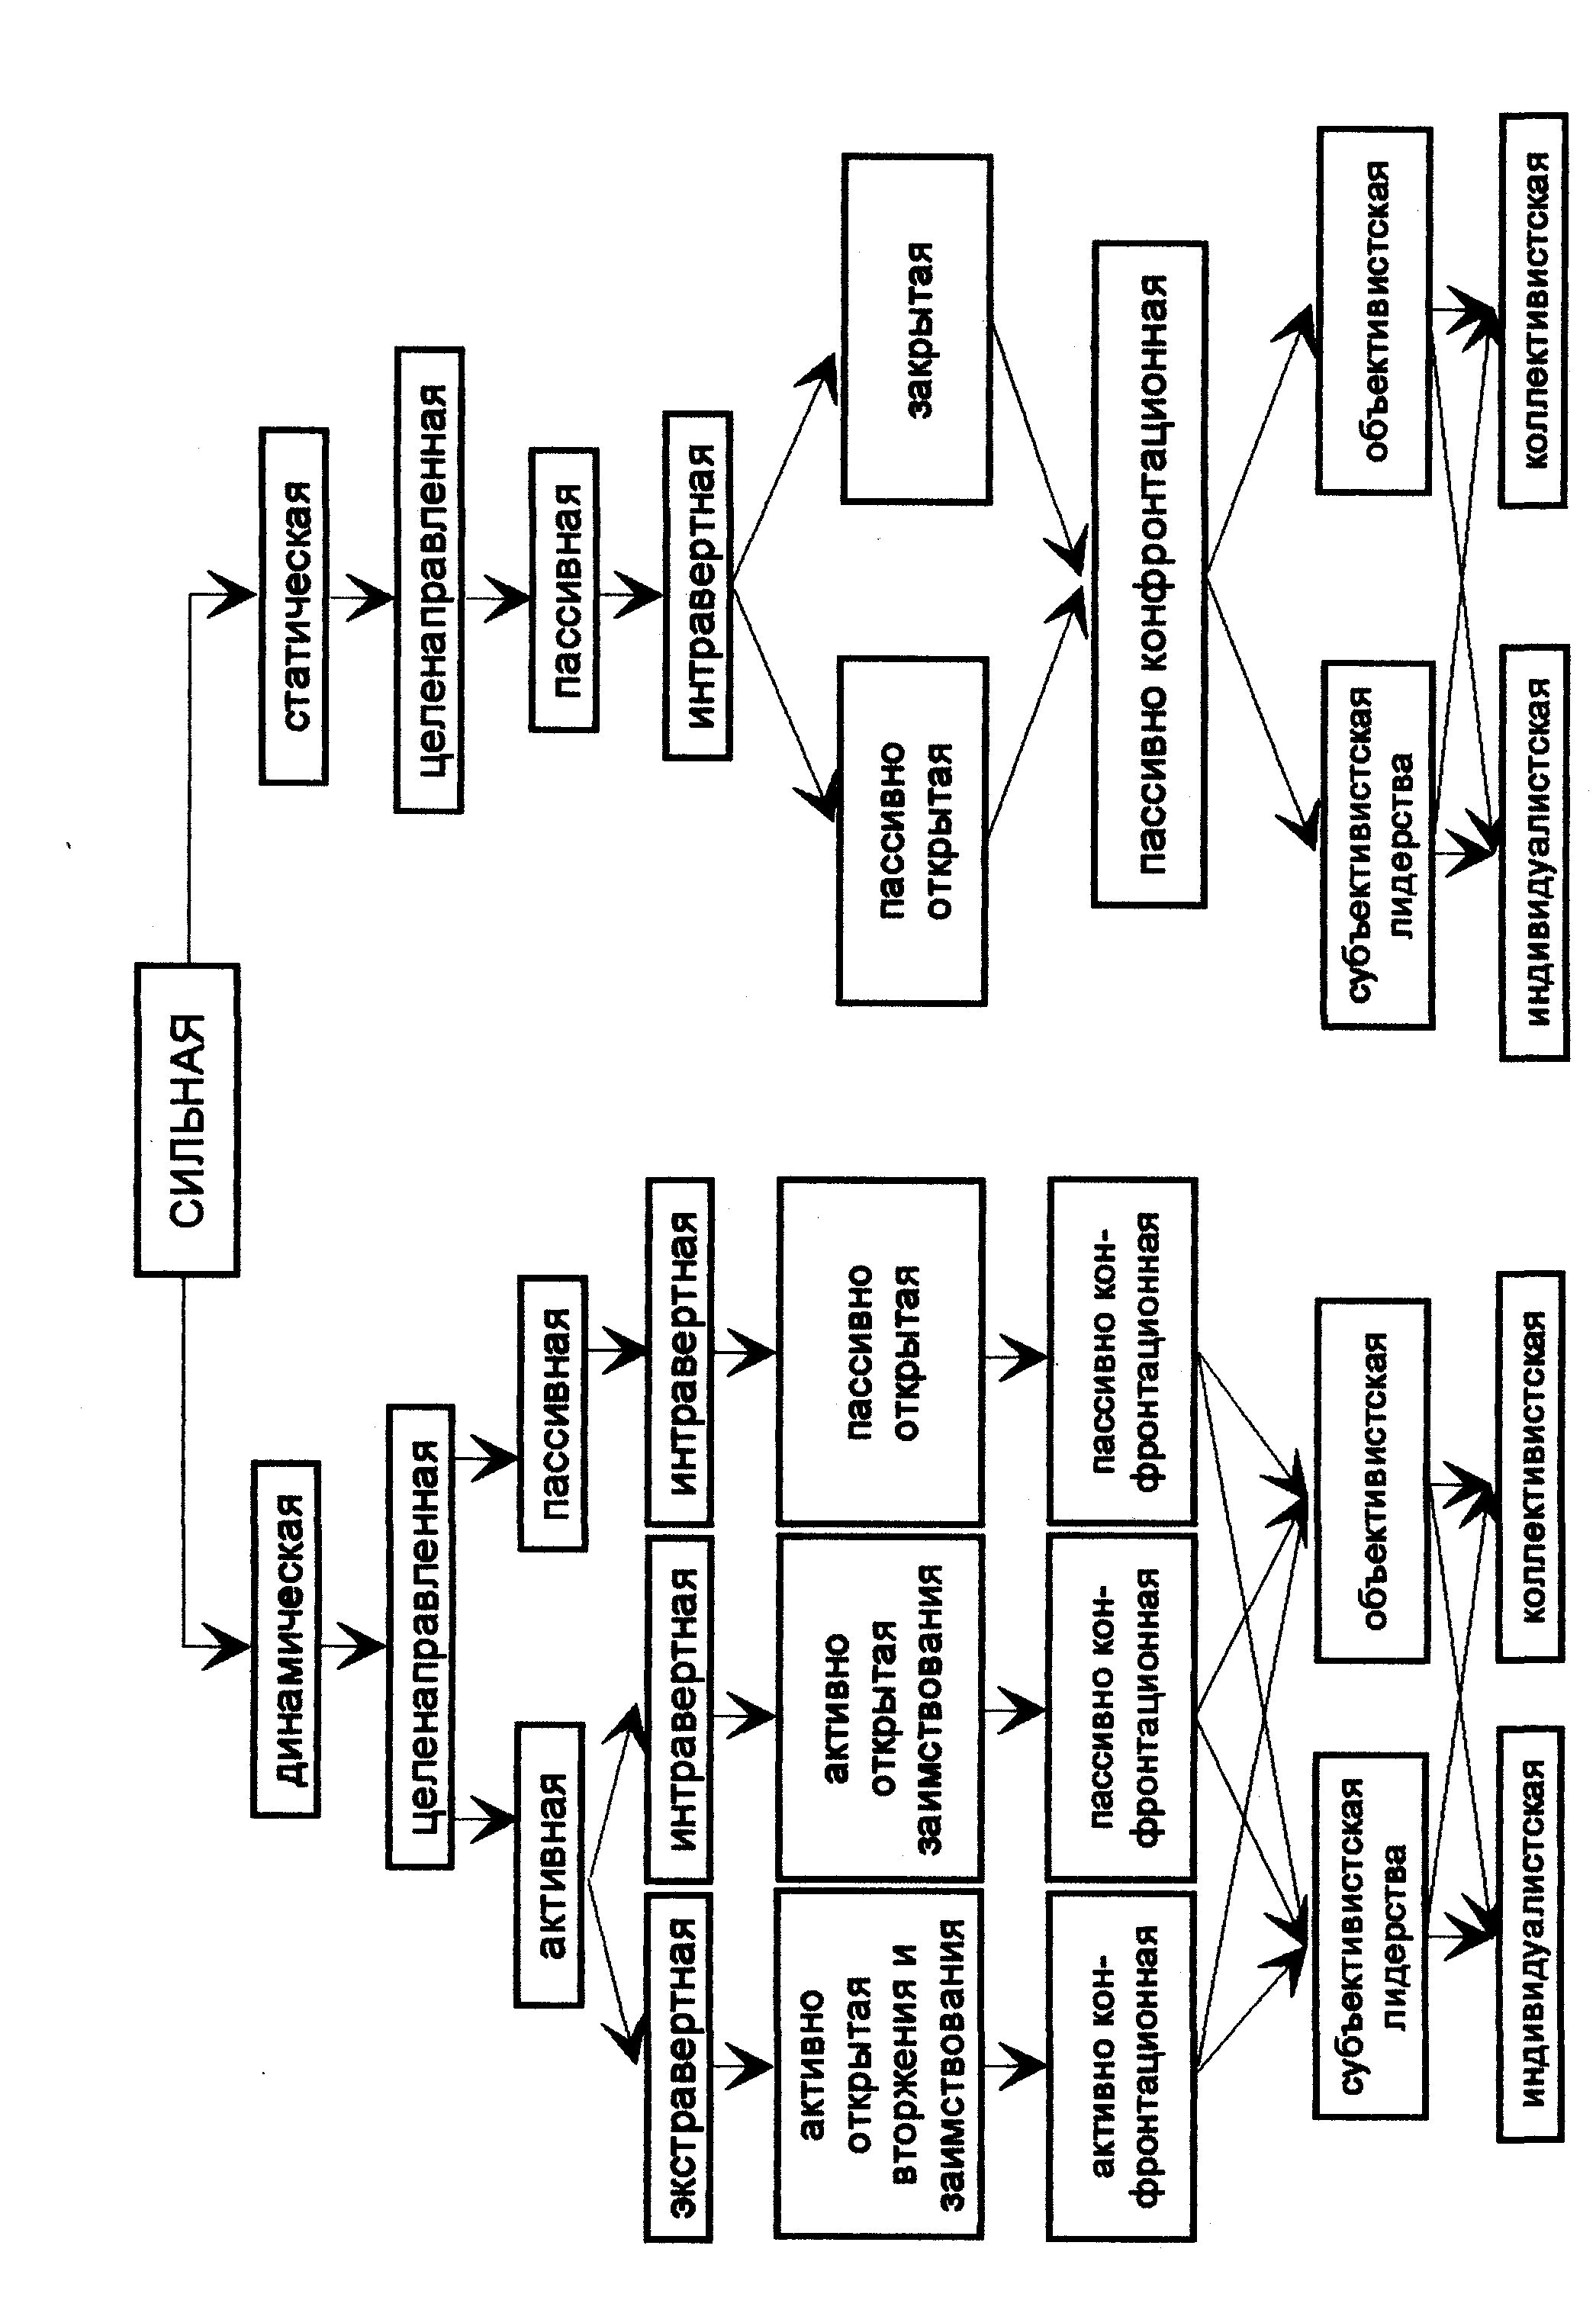 СИЛЬНАЯ
динамическая
статическая
целенаправленная
целенаправленная
активная
пассивная
пассивная
экстравертная
интравертная
интравертная
интравертная
активно
открытая
вторжения и
заимствования
активно
открытая
заимствования
пассивно
открытая
пассивно
открытая
закрытая
активно кон-
фронтационная
пассивно кон-
фронтационная
пассивно кон-
фронтационная
пассивно конфронтационная
субъективистская
лидерства
объективистская
субъективистская
лидерства
объективистская
индивидуалистская
коллективистская
индивидуалистская
коллективистская